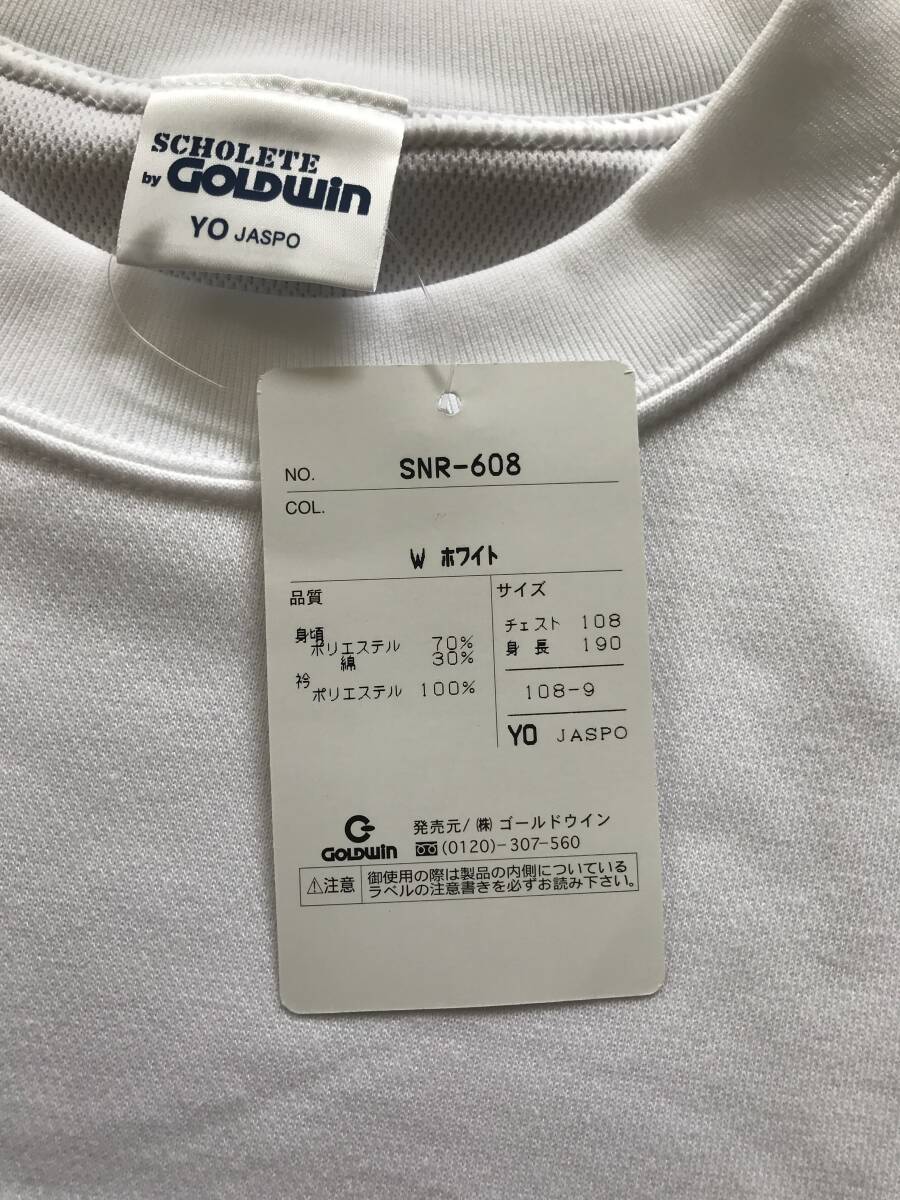 SCHOLETE
by GOLDWIN
YO JASPO
NO. SNR-608
COL.
W ホワイト
品質
身頃
ポリエステル 70%
綿 30%
衿
ポリエステル 100%
サイズ
チェスト 108
身長 190
108-9
YO JASPO
GOLDWIN
発売元/㈱ゴールドウイン
(0120)-307-560
⚠注意
御使用の際は製品の内側についている
ラベルの注意書きを必ずお読み下さい。